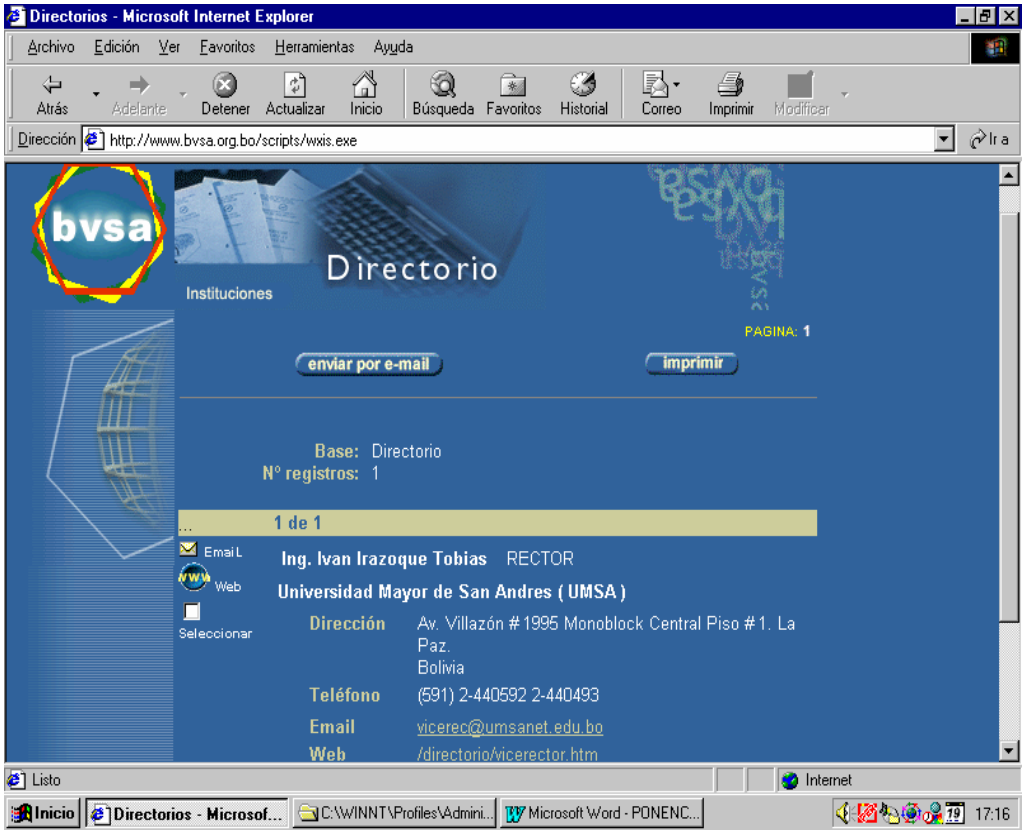 Directorios - Microsoft Internet Explorer
Archivo Edición Ver Favoritos Herramientas Ayuda
Atrás Adelante Detener Actualizar Inicio Búsqueda Favoritos Historial Correo Imprimir Modificar
Dirección http://www.bvsa.org.bo/scripts/wxis.exe Ir a
bvsa
Directorio
Instituciones
PAGINA: 1
enviar por e-mail imprimir
Base: Directorio
Nº registros: 1
... 1 de 1
EmaiL
Ing. Ivan Irazoque Tobias RECTOR
Web
Universidad Mayor de San Andres ( UMSA )
Seleccionar
Dirección Av. Villazón # 1995 Monoblock Central Piso # 1. La
Paz.
Bolivia
Teléfono (591) 2-440592 2-440493
Email vicerec@umsanet.edu.bo
Web /directorio/vicerector.htm
Listo Internet
Inicio Directorios - Microsof... C:\WINNT\Profiles\Admini... Microsoft Word - PONENC... 19 17:16